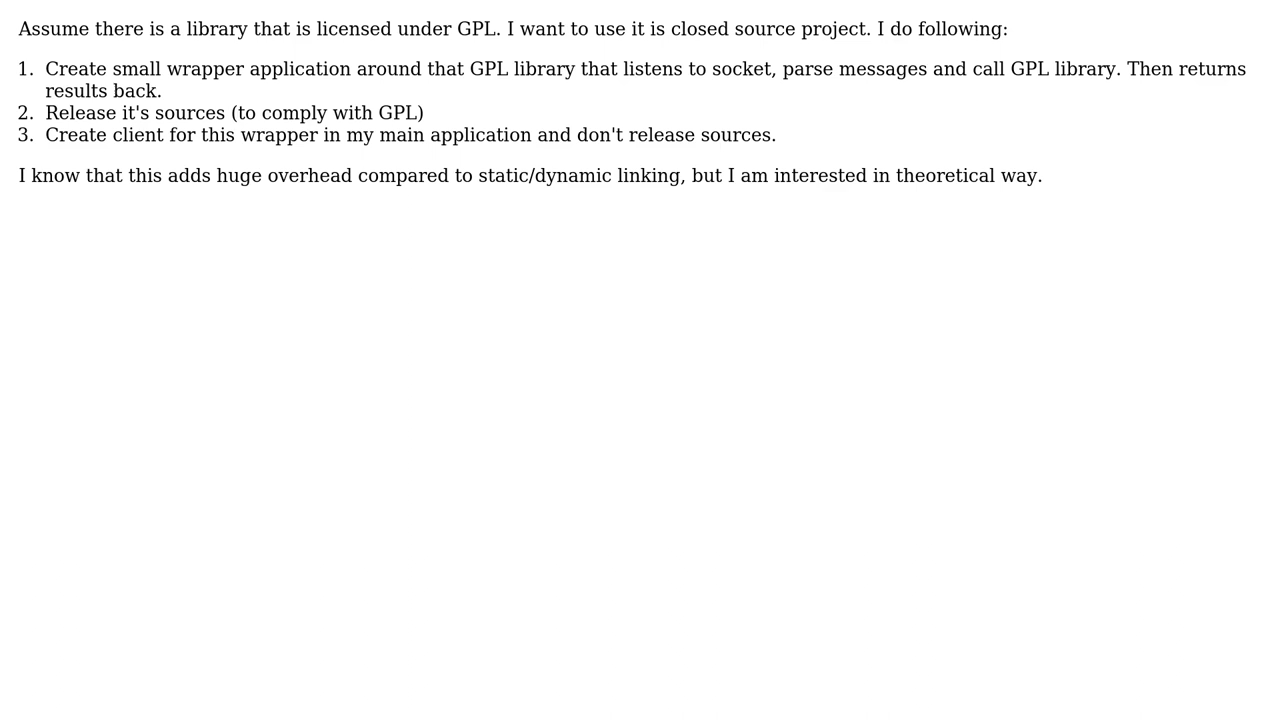 Assume there is a library that is licensed under GPL. I want to use it is closed source project. I do following:
1. Create small wrapper application around that GPL library that listens to socket, parse messages and call GPL library. Then returns
results back.
2. Release it's sources (to comply with GPL)
3. Create client for this wrapper in my main application and don't release sources.
I know that this adds huge overhead compared to static/dynamic linking, but I am interested in theoretical way.